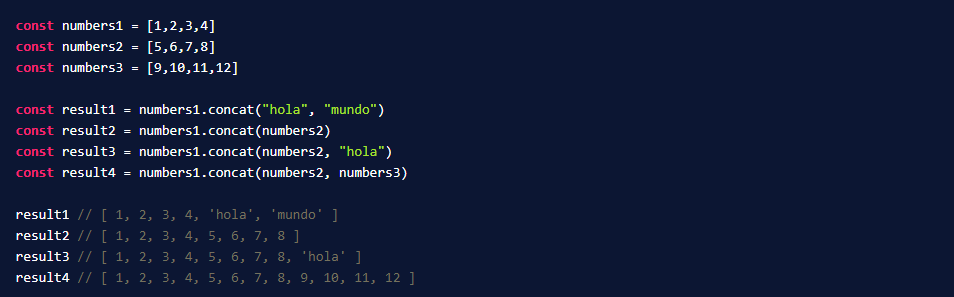 const numbers1 = [1,2,3,4]
const numbers2 = [5,6,7,8]
const numbers3 = [9,10,11,12]
const result1 = numbers1.concat("hola", "mundo")
const result2 = numbers1.concat(numbers2)
const result3 = numbers1.concat(numbers2, "hola")
const result4 = numbers1.concat(numbers2, numbers3)
result1 // [ 1, 2, 3, 4, 'hola', 'mundo' ]
result2 // [ 1, 2, 3, 4, 5, 6, 7, 8 ]
result3 // [ 1, 2, 3, 4, 5, 6, 7, 8, 'hola' ]
result4 // [ 1, 2, 3, 4, 5, 6, 7, 8, 9, 10, 11, 12 ]